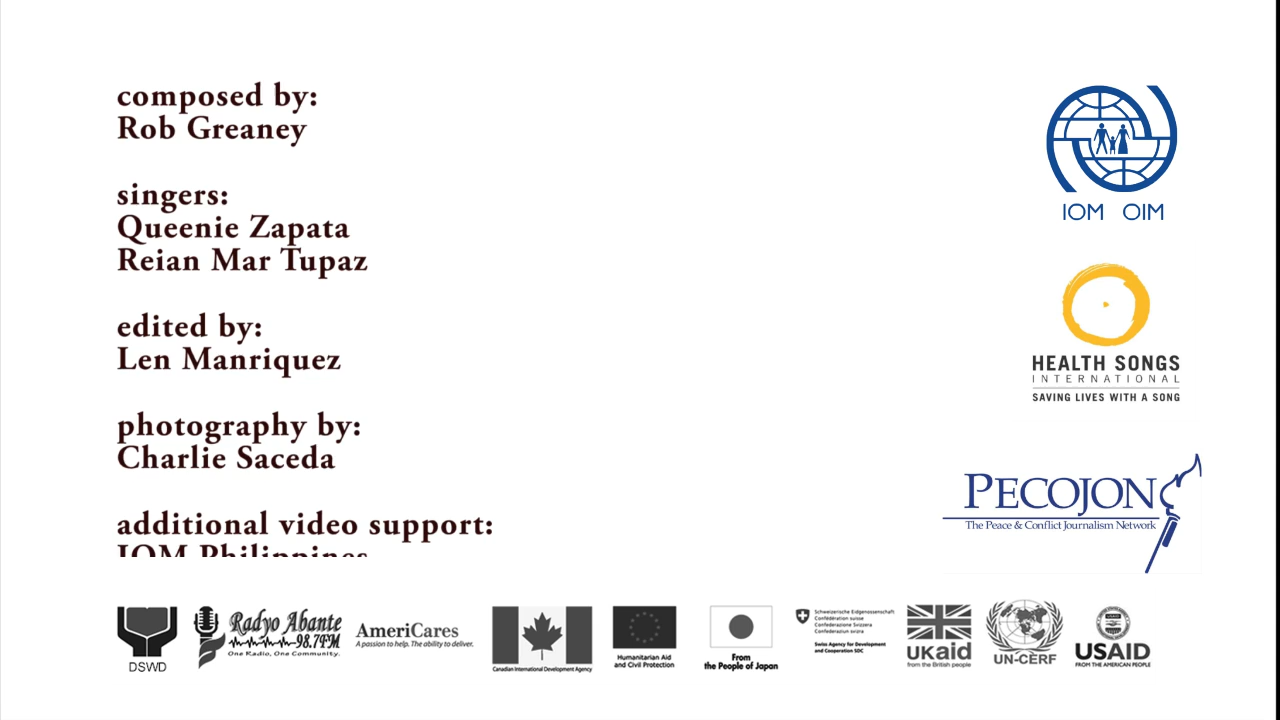 composed by:
Rob Greaney
singers:
Queenie Zapata
Reian Mar Tupaz
edited by:
Len Manriquez
photography by:
Charlie Saceda
additional video support:
IOM Philippines
IOM OIM
HEALTH SONGS
INTERNATIONAL
SAVING LIVES WITH A SONG
PECOJON
The Peace & Conflict Journalism Network
DSWD
Radyo Abante
98.7FM
One Radio, One Community.
AmeriCares
A passion to help. The ability to deliver.
Canadian International Development Agency
Humanitarian Aid
and Civil Protection
From
the People of Japan
Schweizerische Eidgenossenschaft
Confédération suisse
Confederazione Svizzera
Confederaziun svizra
Swiss Agency for Development
and Cooperation SDC
UKaid
from the British people
UN-CERF
USAID
FROM THE AMERICAN PEOPLE